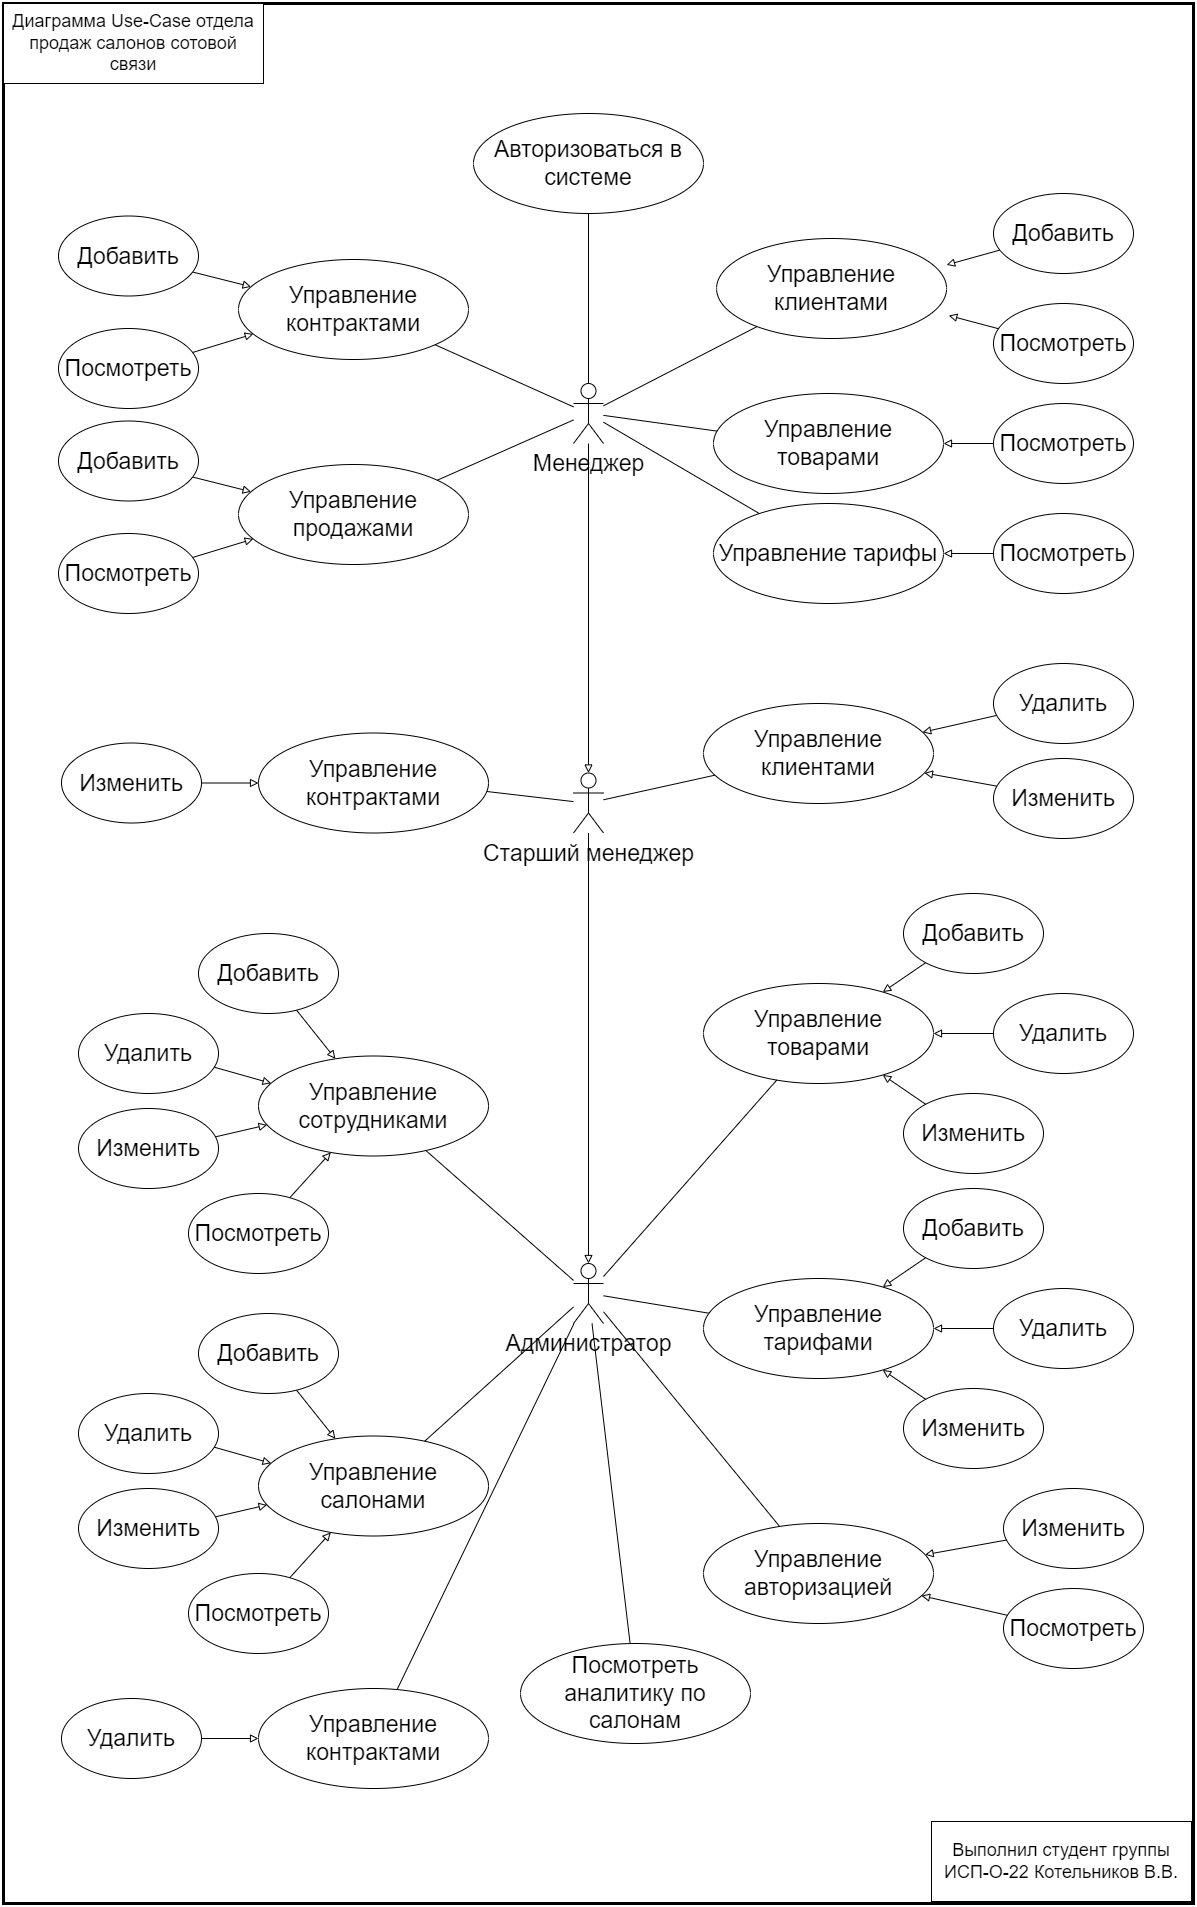 Диаграмма Use-Case отдела
продаж салонов сотовой
связи
Авторизоваться в
системе
Добавить
Управление
контрактами
Посмотреть
Добавить
Управление
продажами
Посмотреть
Управление
клиентами
Добавить
Посмотреть
Управление
товарами
Посмотреть
Управление тарифы
Посмотреть
Менеджер
Изменить
Управление
контрактами
Управление
клиентами
Удалить
Изменить
Старший менеджер
Добавить
Удалить
Управление
сотрудниками
Изменить
Посмотреть
Добавить
Управление
товарами
Удалить
Изменить
Добавить
Управление
тарифами
Удалить
Изменить
Администратор
Добавить
Удалить
Управление
салонами
Изменить
Посмотреть
Управление
авторизацией
Изменить
Посмотреть
Посмотреть
аналитику по
салонам
Удалить
Управление
контрактами
Выполнил студент группы
ИСП-О-22 Котельников В.В.